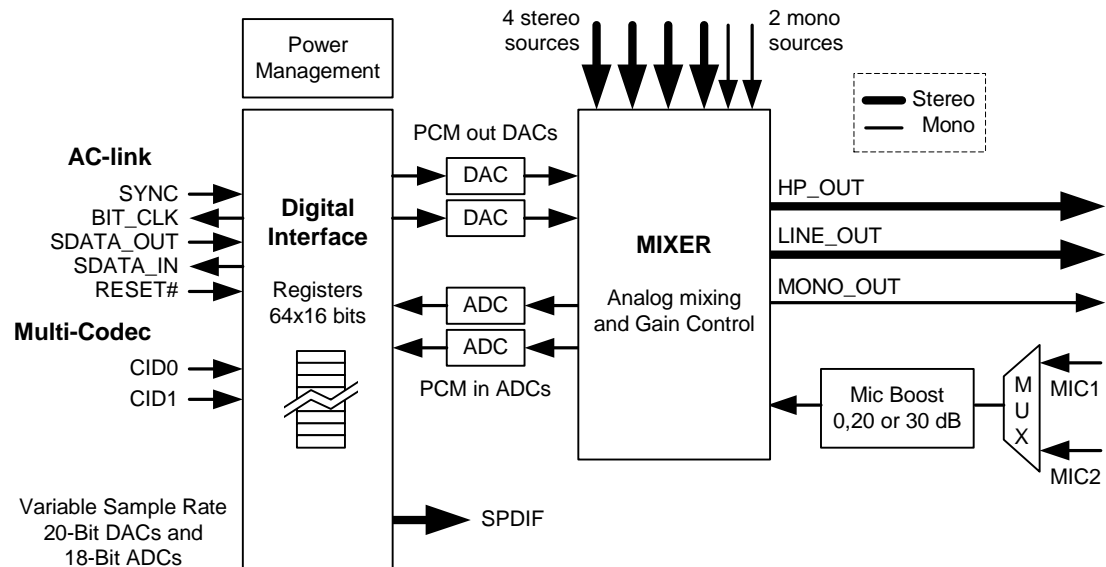 Power
Management
4 stereo
sources
2 mono
sources
Stereo
Mono
AC-link
SYNC
BIT_CLK
SDATA_OUT
SDATA_IN
RESET#
Multi-Codec
CID0
CID1
Variable Sample Rate
20-Bit DACs and
18-Bit ADCs
Digital
Interface
Registers
64x16 bits
PCM out DACs
DAC
DAC
ADC
ADC
PCM in ADCs
SPDIF
MIXER
Analog mixing
and Gain Control
HP_OUT
LINE_OUT
MONO_OUT
Mic Boost
0,20 or 30 dB
MUX
MIC1
MIC2